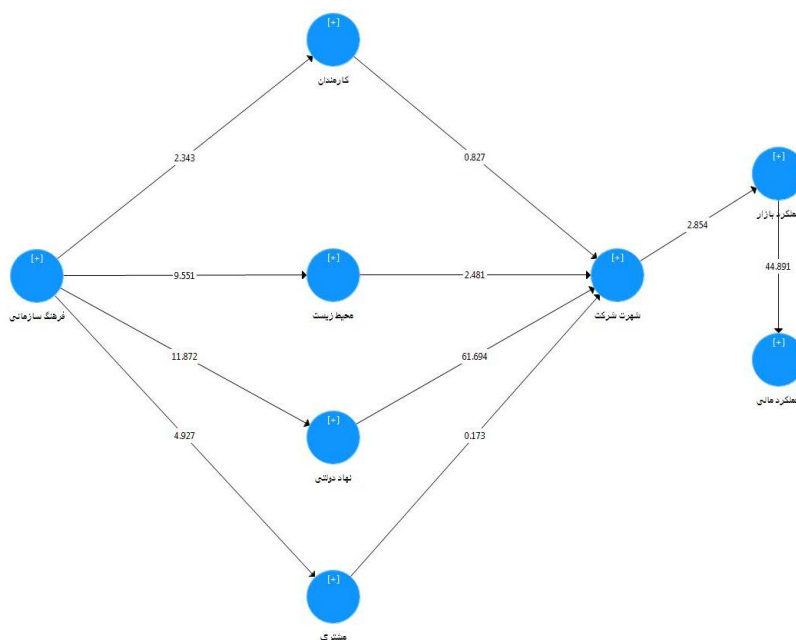 [+]
کارمندان
2.343
0.827
[+]
عملکرد بازار
2.854
[+]
فرهنگ سازمانی
9.551
[+]
محیط زیست
2.481
[+]
شهرت شرکت
44.891
11.872
61.694
[+]
عملکرد مالی
4.927
[+]
نهاد دولتی
0.173
[+]
مشتری